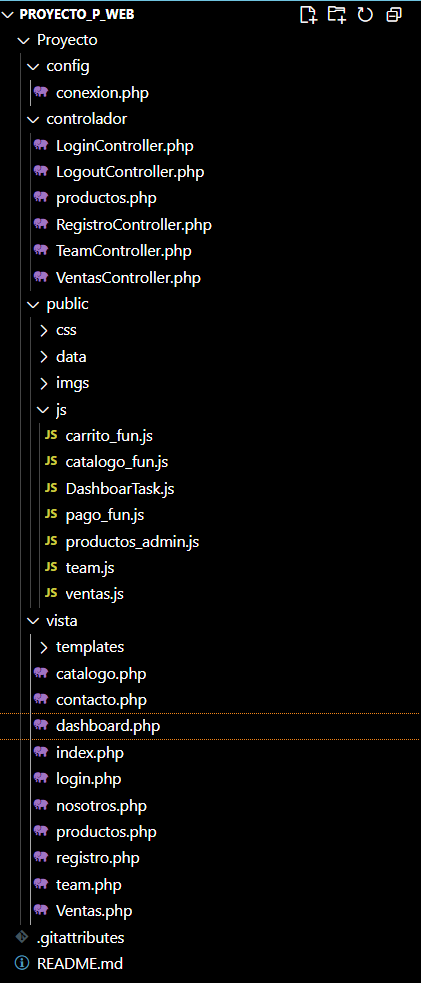 PROYECTO_P_WEB
Proyecto
config
conexion.php
controlador
LoginController.php
LogoutController.php
productos.php
RegistroController.php
TeamController.php
VentasController.php
public
css
data
imgs
js
JS carrito_fun.js
JS catalogo_fun.js
JS DashboarTask.js
JS pago_fun.js
JS productos_admin.js
JS team.js
JS ventas.js
vista
templates
catalogo.php
contacto.php
dashboard.php
index.php
login.php
nosotros.php
productos.php
registro.php
team.php
Ventas.php
.gitattributes
README.md